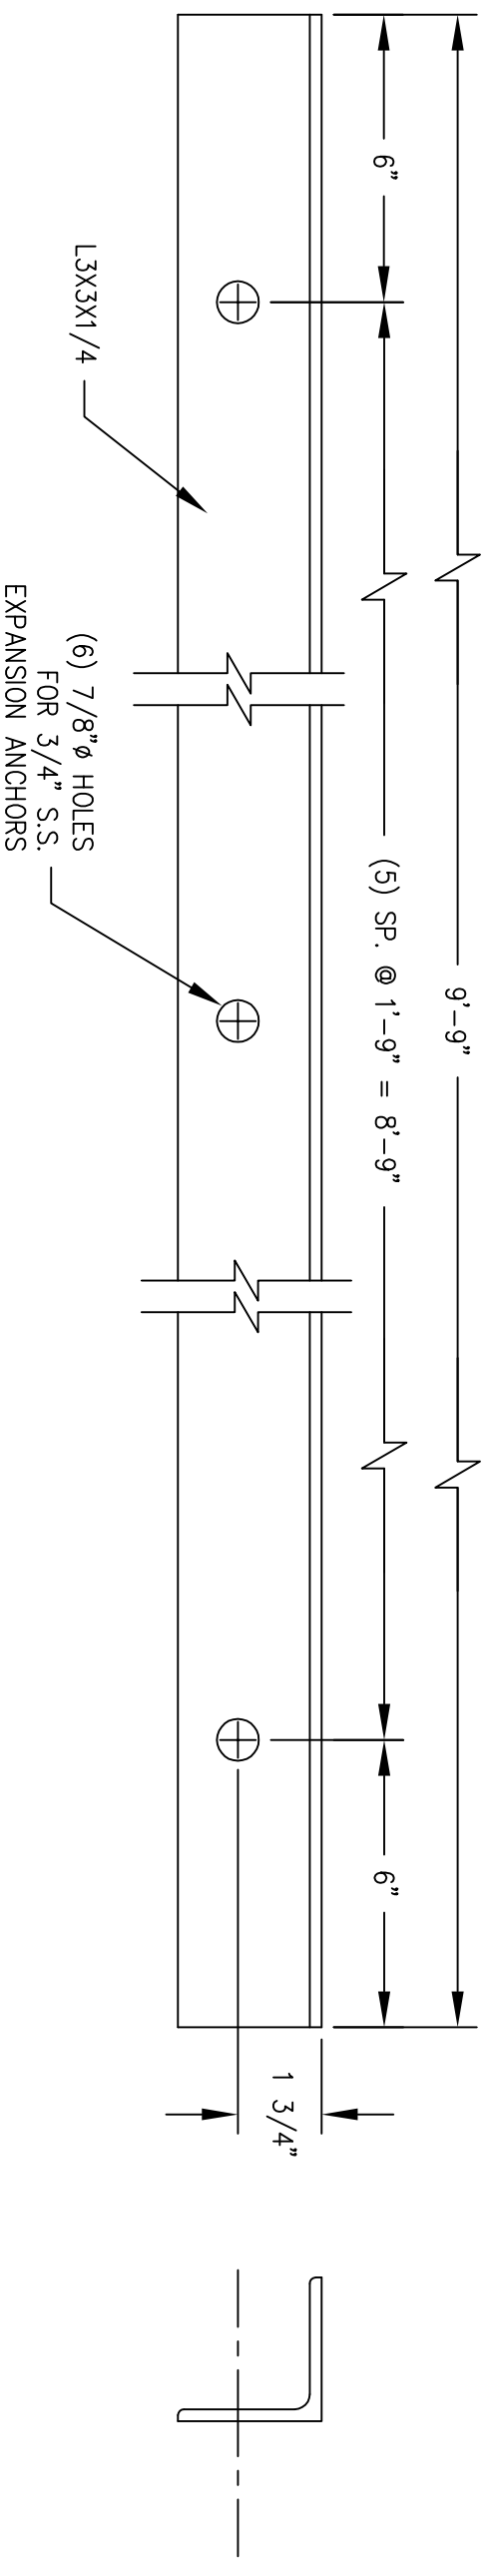 9'-9"
6"
(5) SP. @ 1'-9" = 8'-9"
6"
1 3/4"
L3X3X1/4
(6) 7/8"ø HOLES
FOR 3/4" S.S.
EXPANSION ANCHORS